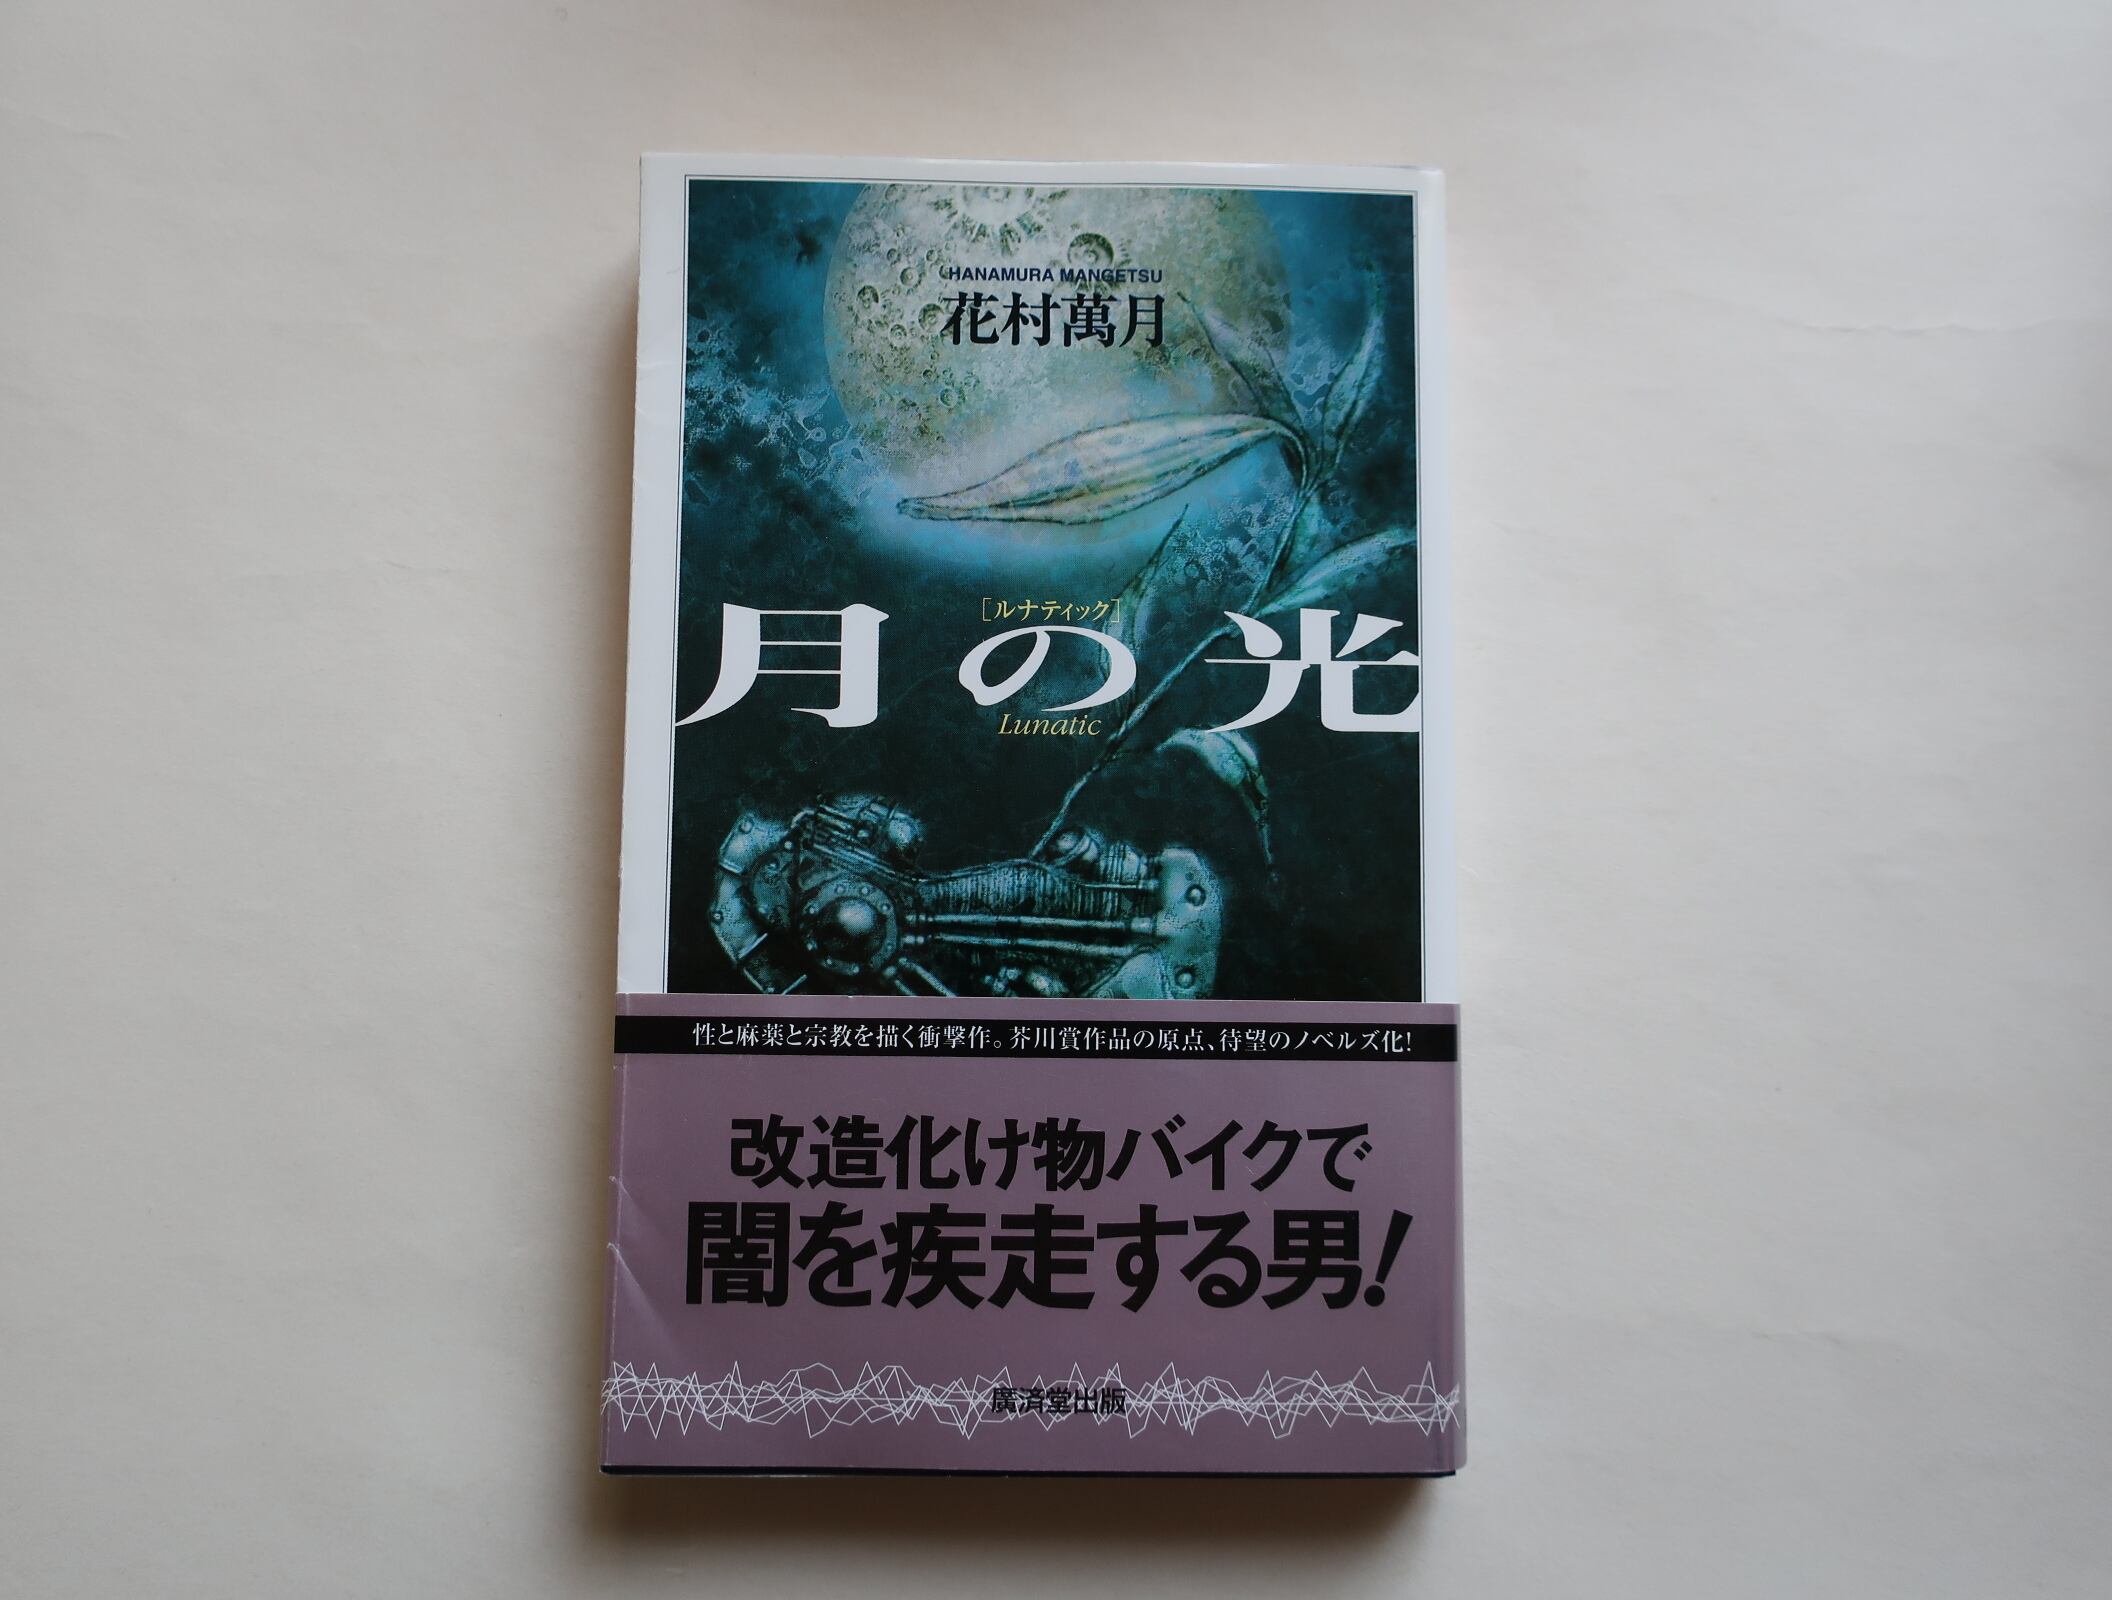 HANAMURA MANGETSU
花村萬月
[ルナティック]
月の光
Lunatic
性と麻薬と宗教を描く衝撃作。芥川賞作品の原点、待望のノベルズ化!
改造化け物バイクで
闇を疾走する男!
廣済堂出版